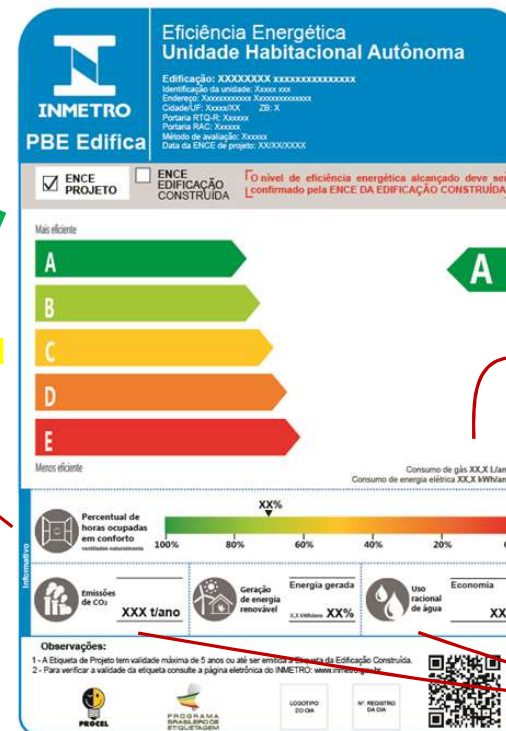 Eficiência Energética
Unidade Habitacional Autônoma
Edificação: XXXXXXXX xxxxxxxxxxxxxxx
Identificação da unidade: Xxxxx xxx
Endereço: Xxxxxxxxxxxx Xxxxxxxxxxxxxx
Cidade/UF: Xxxxx/XX ZB: X
Portaria RTQ-R: Xxxxxx
Portaria RAC: Xxxxxx
Método de avaliação: Xxxxxx
Data da ENCE de projeto: XX/XX/XXXX
INMETRO
PBE Edifica
ENCE
PROJETO
ENCE
EDIFICAÇÃO
CONSTRUÍDA
O nível de eficiência energética alcançado deve ser
confirmado pela ENCE DA EDIFICAÇÃO CONSTRUÍDA
Mais eficiente
A
A
B
C
D
E
Menos eficiente
Consumo de gás XX,X L/an
Consumo de energia elétrica XX,X kWh/an
Informativo
Percentual de
horas ocupadas
em conforto
ventiladas naturalmente
XX%
100% 80% 60% 40% 20%
Emissões
de CO₂
XXX t/ano
Geração
de energia
renovável
Energia gerada
XX%
Uso
racional
de água
Economia
XX
Observações:
1 - A Etiqueta de Projeto tem validade máxima de 5 anos ou até ser emitida a Etiqueta da Edificação Construída.
2 - Para verificar a validade da etiqueta consulte a página eletrônica do INMETRO: www.inmetro.gov.br
PROCEL
PROGRAMA
BRASILEIRO DE
ETIQUETAGEM
LOGOTIPO
DO OIA
Nº. REGISTRO
DA OIA